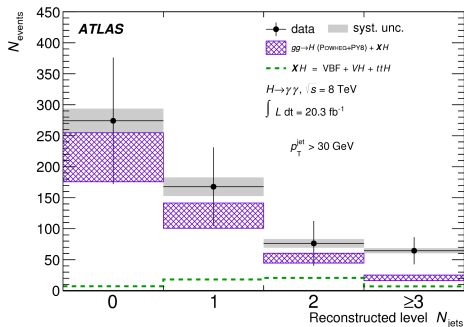 ATLAS
data
syst. unc.
gg→H (POWHEG+PY8) + XH
XH = VBF + VH + ttH
H→γγ, √s = 8 TeV
∫ L dt = 20.3 fb⁻¹
p_T^jet > 30 GeV
N_events
450
400
350
300
250
200
150
100
50
0
0
1
2
≥3
Reconstructed level N_jets